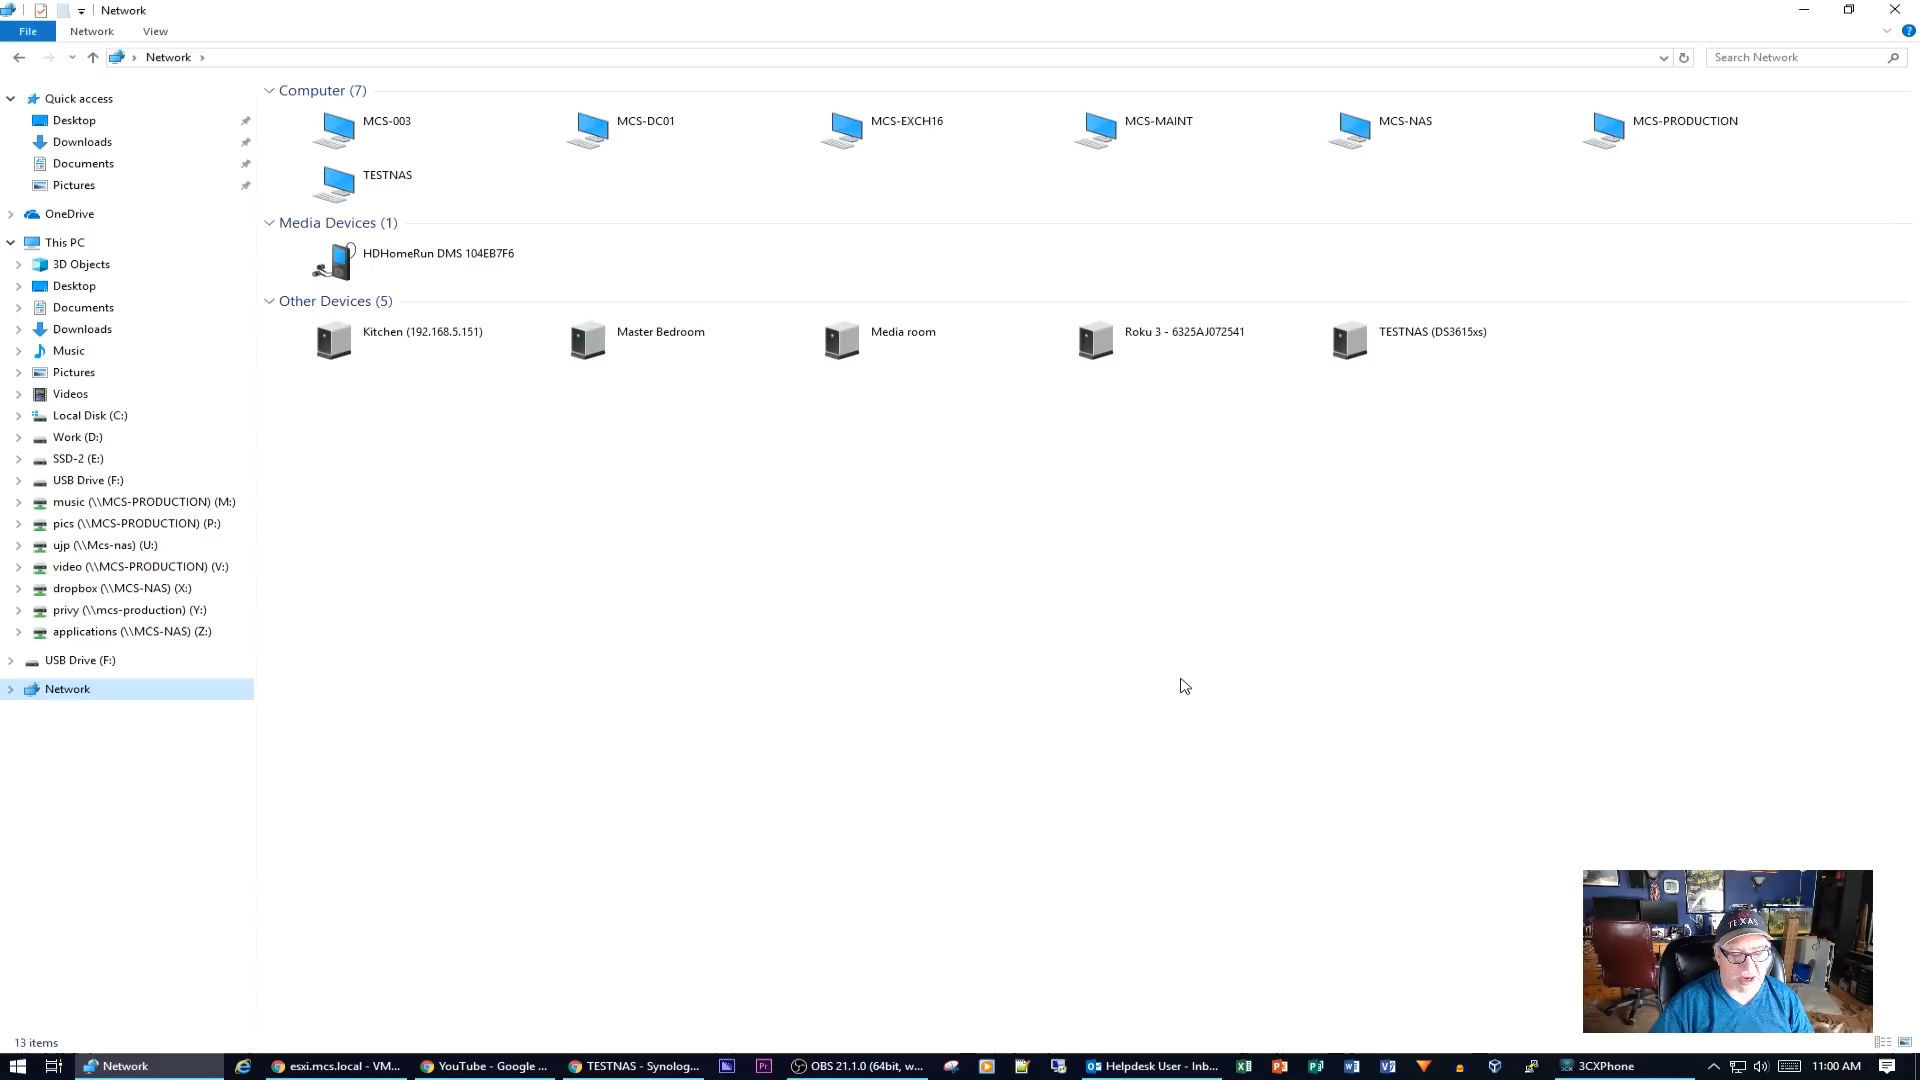 Network
File Network View
Network
Search Network
Quick access
Desktop
Downloads
Documents
Pictures
OneDrive
This PC
3D Objects
Desktop
Documents
Downloads
Music
Pictures
Videos
Local Disk (C:)
Work (D:)
SSD-2 (E:)
USB Drive (F:)
music (\\MCS-PRODUCTION) (M:)
pics (\\MCS-PRODUCTION) (P:)
ujp (\\Mcs-nas) (U:)
video (\\MCS-PRODUCTION) (V:)
dropbox (\\MCS-NAS) (X:)
privy (\\mcs-production) (Y:)
applications (\\MCS-NAS) (Z:)
USB Drive (F:)
Network
Computer (7)
MCS-003 MCS-DC01 MCS-EXCH16 MCS-MAINT MCS-NAS MCS-PRODUCTION
TESTNAS
Media Devices (1)
HDHomeRun DMS 104EB7F6
Other Devices (5)
Kitchen (192.168.5.151) Master Bedroom Media room Roku 3 - 6325AJ072541 TESTNAS (DS3615xs)
TEXAS
13 items
Network esxi.mcs.local - VM... YouTube - Google ... TESTNAS - Synolog... OBS 21.1.0 (64bit, w... Helpdesk User - Inb... 3CXPhone 11:00 AM